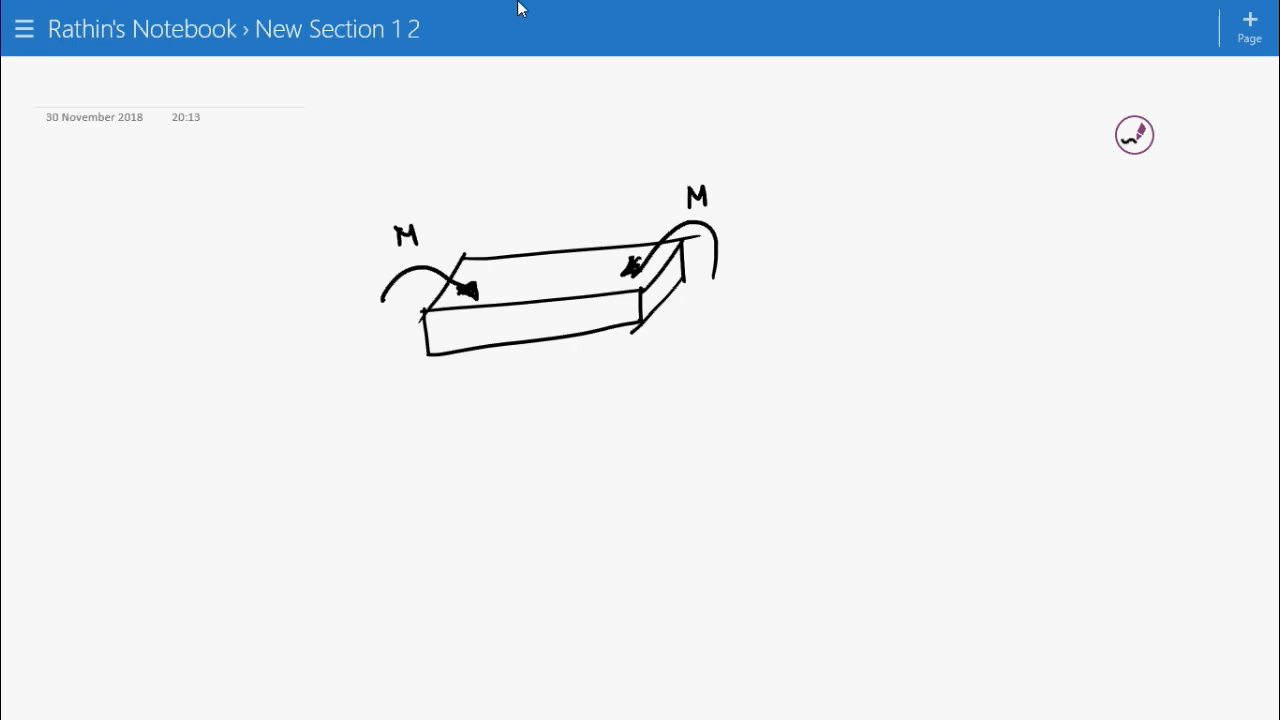 Rathin's Notebook › New Section 1 2
Page
30 November 2018 20:13
M
M